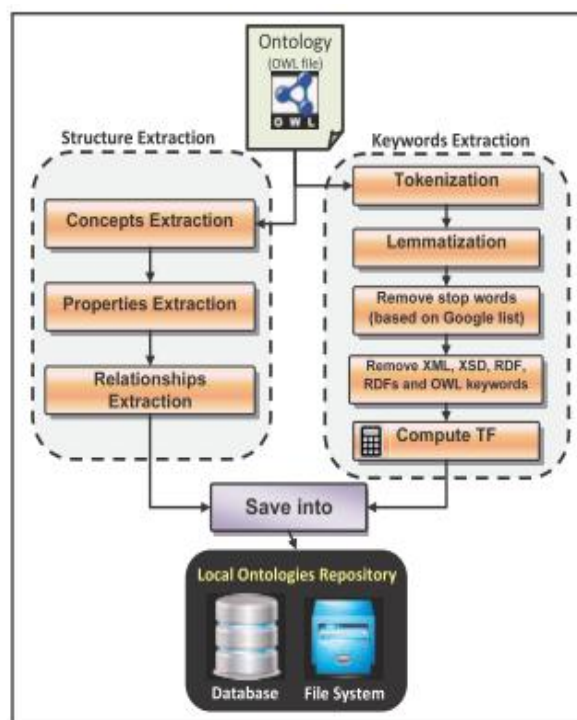 Ontology
(OWL file)
O W L
Structure Extraction
Concepts Extraction
Properties Extraction
Relationships
Extraction
Keywords Extraction
Tokenization
Lemmatization
Remove stop words
(based on Google list)
Remove XML, XSD, RDF,
RDFs and OWL keywords
Compute TF
Save into
Local Ontologies Repository
Database
File System